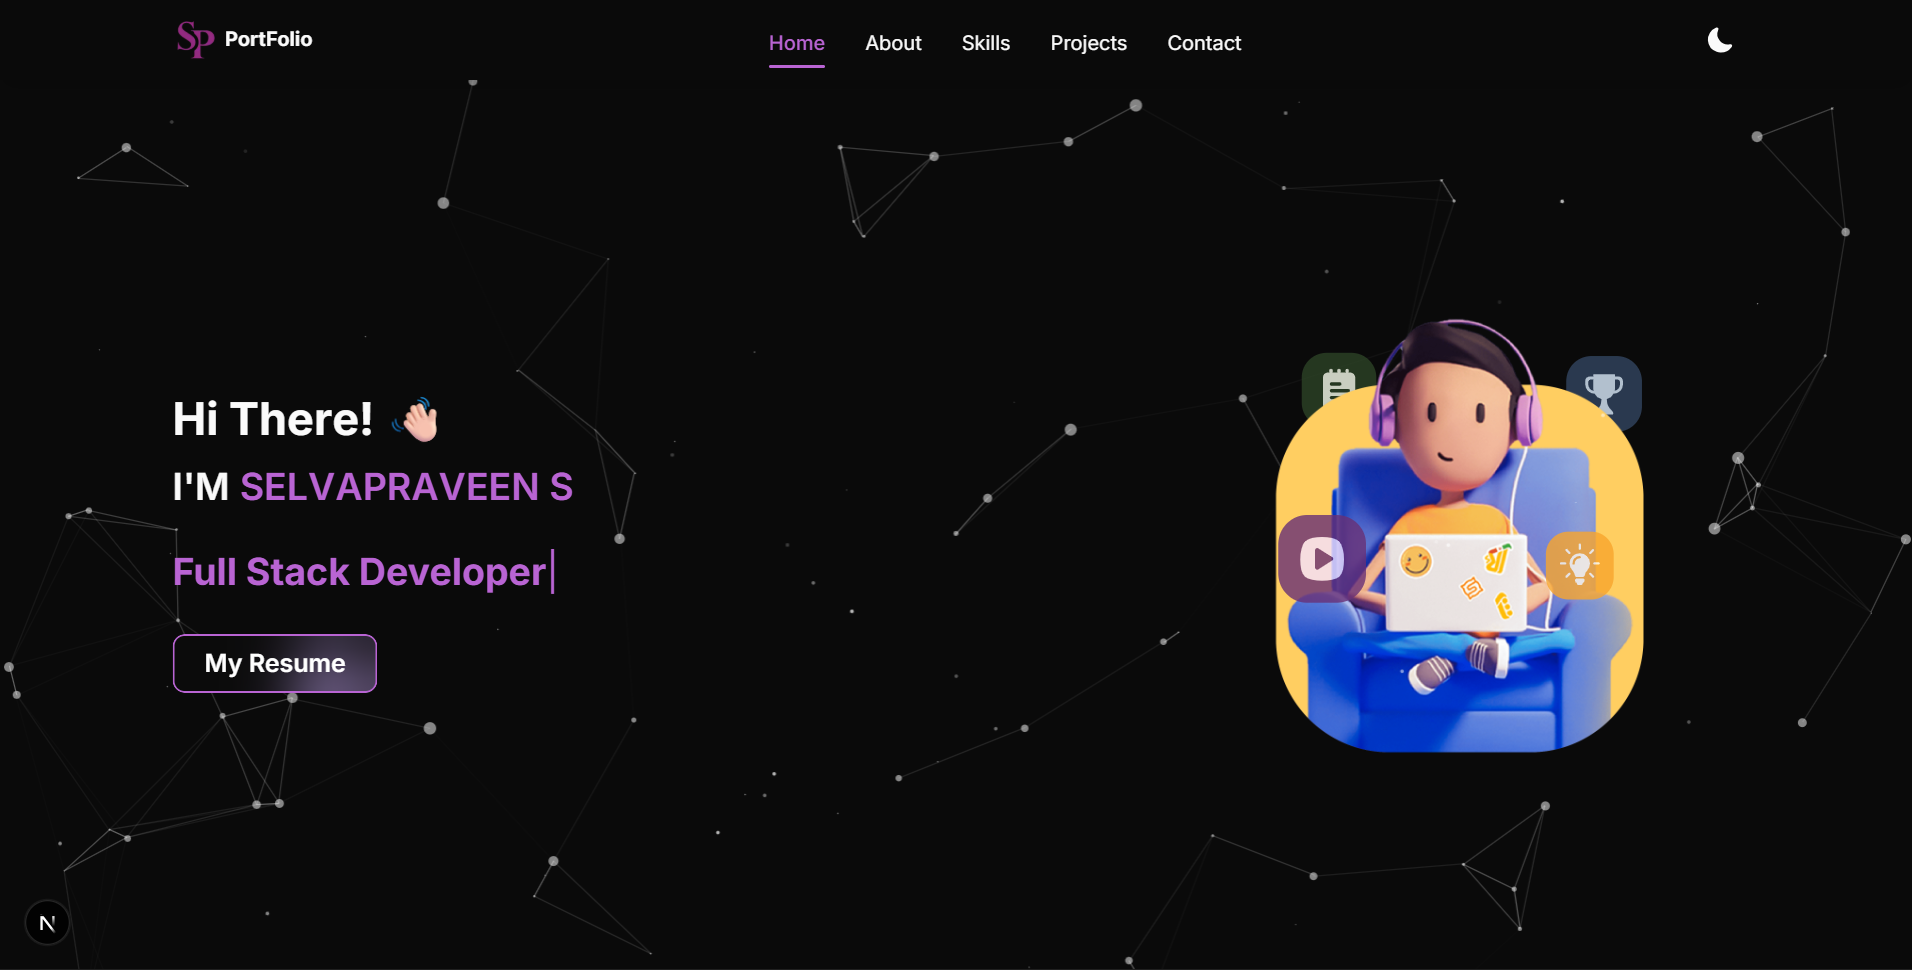 SP PortFolio
Home About Skills Projects Contact
Hi There! 👋
I'M SELVAPRAVEEN S
Full Stack Developer
My Resume
N